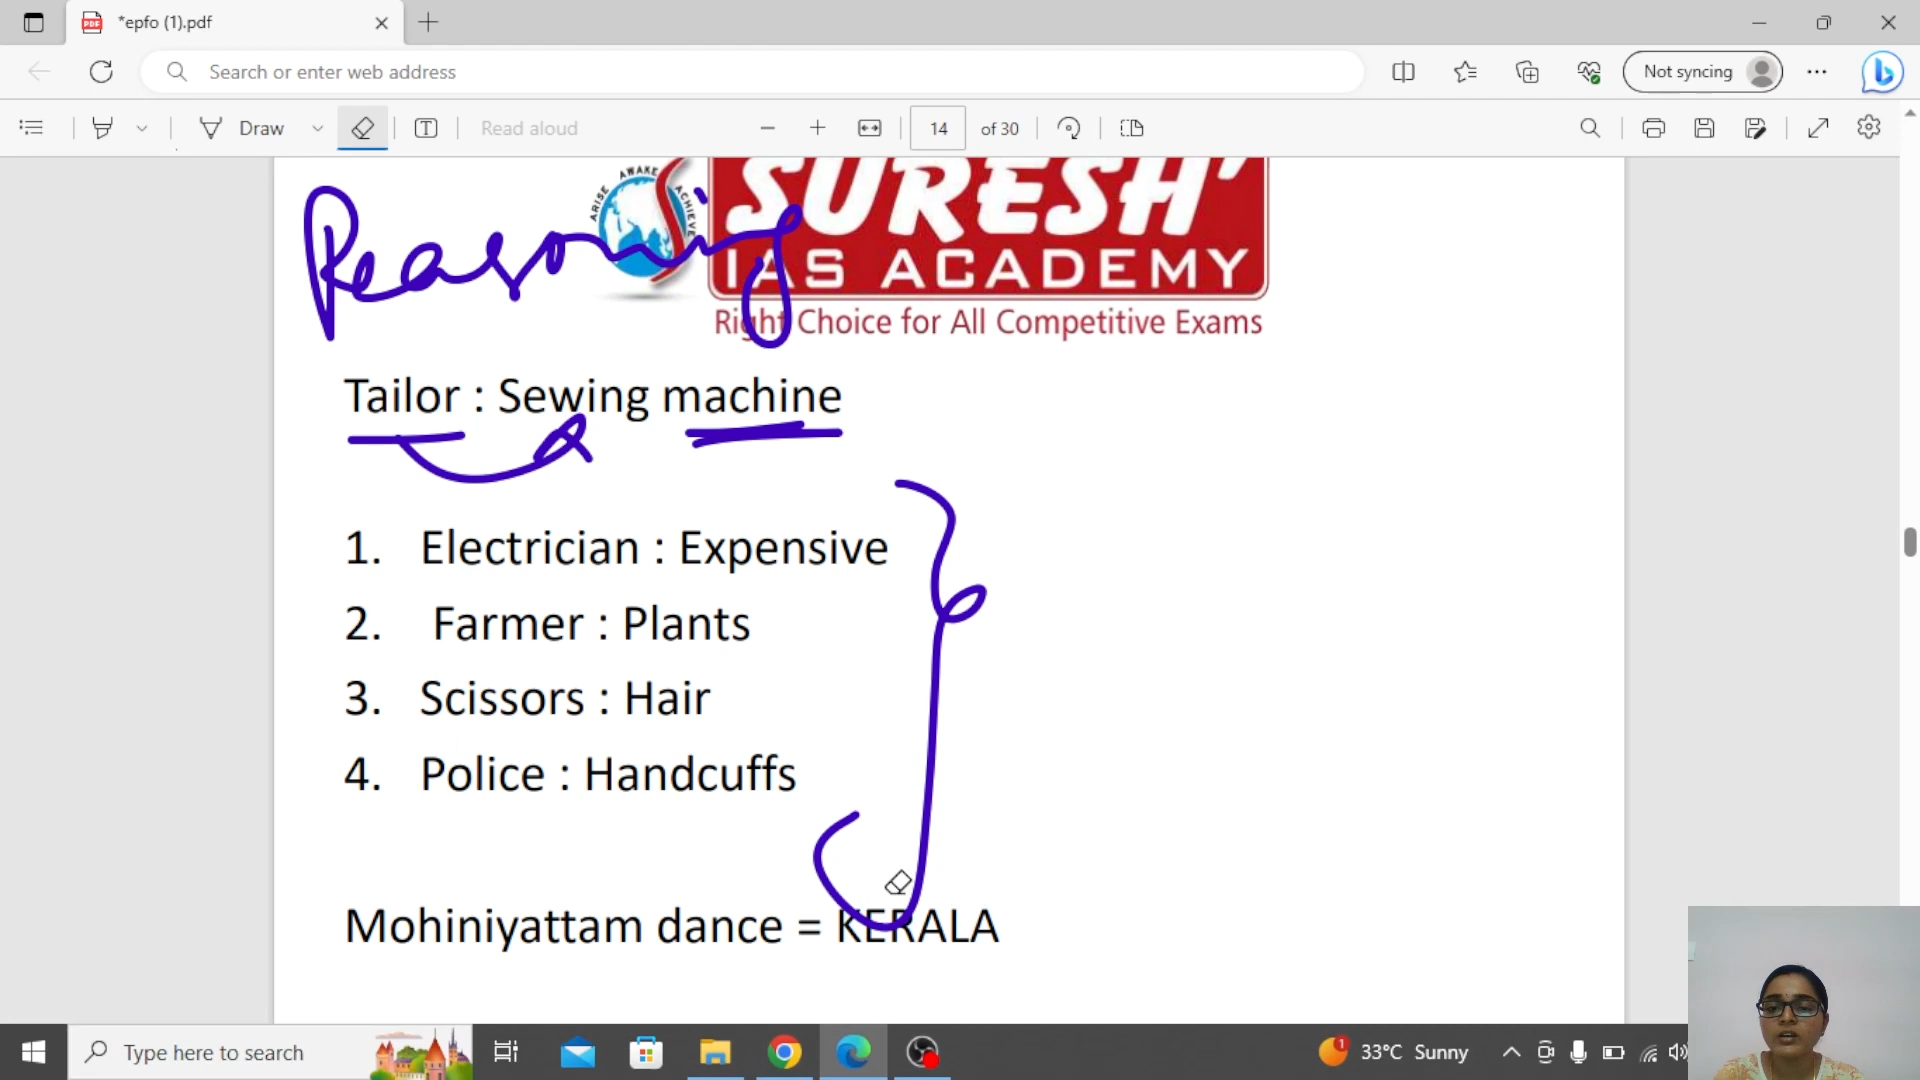 *epfo (1).pdf
Search or enter web address
Not syncing
Draw
Read aloud
14
of 30
Reasoning
ARISE AWAKE ACHIEVE
SURESH'
IAS ACADEMY
Right Choice for All Competitive Exams
Tailor : Sewing machine
1. Electrician : Expensive
2. Farmer : Plants
3. Scissors : Hair
4. Police : Handcuffs
Mohiniyattam dance = KERALA
Type here to search
1
33°C Sunny